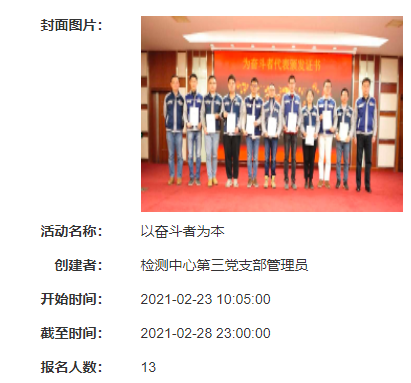 封面图片：
为奋斗者代表颁发证书
活动名称： 以奋斗者为本
创建者： 检测中心第三党支部管理员
开始时间： 2021-02-23 10:05:00
截至时间： 2021-02-28 23:00:00
报名人数： 13